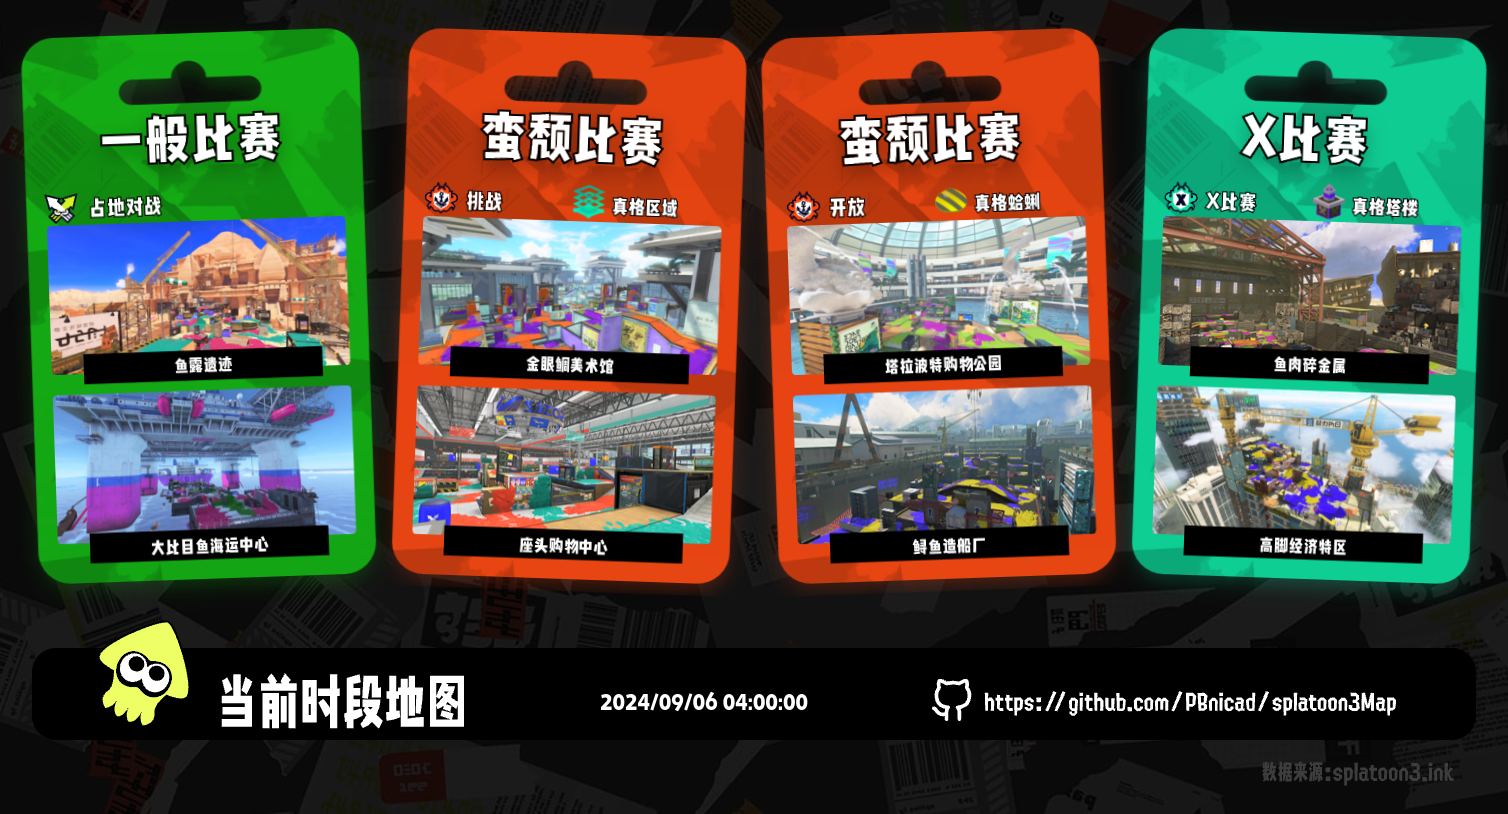 一般比赛
占地对战
鱼露遗迹
大比目鱼海运中心
蛮颓比赛
挑战
真格区域
金眼鲷美术馆
座头购物中心
蛮颓比赛
开放
真格蛤蜊
塔拉波特购物公园
鲟鱼造船厂
X比赛
X比赛
真格塔楼
鱼肉碎金属
高脚经济特区
当前时段地图
2024/09/06 04:00:00
https://github.com/PBnicad/splatoon3Map
数据来源:splatoon3.ink